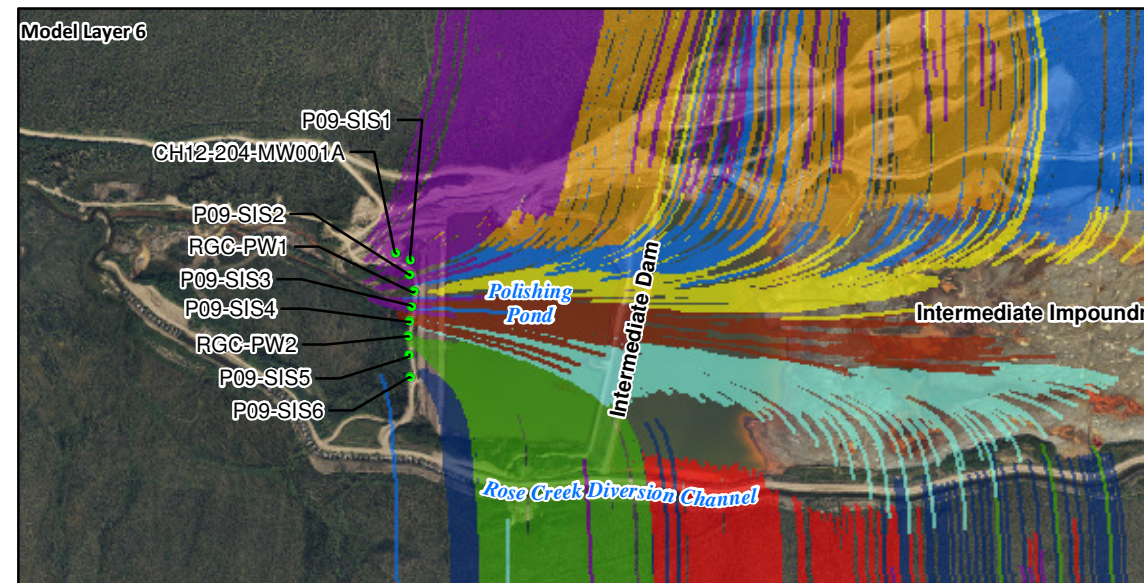 Model Layer 6
P09-SIS1
CH12-204-MW001A
P09-SIS2
RGC-PW1
P09-SIS3
P09-SIS4
RGC-PW2
P09-SIS5
P09-SIS6
Polishing
Pond
Intermediate Dam
Intermediate Impoundr
Rose Creek Diversion Channel